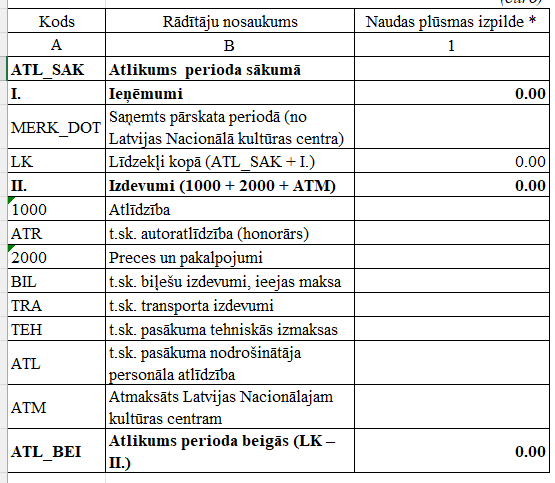 (euro)
Kods Rādītāju nosaukums Naudas plūsmas izpilde *
A B 1
ATL_SAK Atlikums perioda sākumā
I. Ieņēmumi 0.00
MERK_DOT Saņemts pārskata periodā (no
Latvijas Nacionālā kultūras centra)
LK Līdzekļi kopā (ATL_SAK + I.) 0.00
II. Izdevumi (1000 + 2000 + ATM) 0.00
1000 Atlīdzība
ATR t.sk. autoratlīdzība (honorārs)
2000 Preces un pakalpojumi
BIL t.sk. biļešu izdevumi, ieejas maksa
TRA t.sk. transporta izdevumi
TEH t.sk. pasākuma tehniskās izmaksas
ATL t.sk. pasākuma nodrošinātāja
personāla atlīdzība
ATM Atmaksāts Latvijas Nacionālajam
kultūras centram
ATL_BEI Atlikums perioda beigās (LK –
II.) 0.00